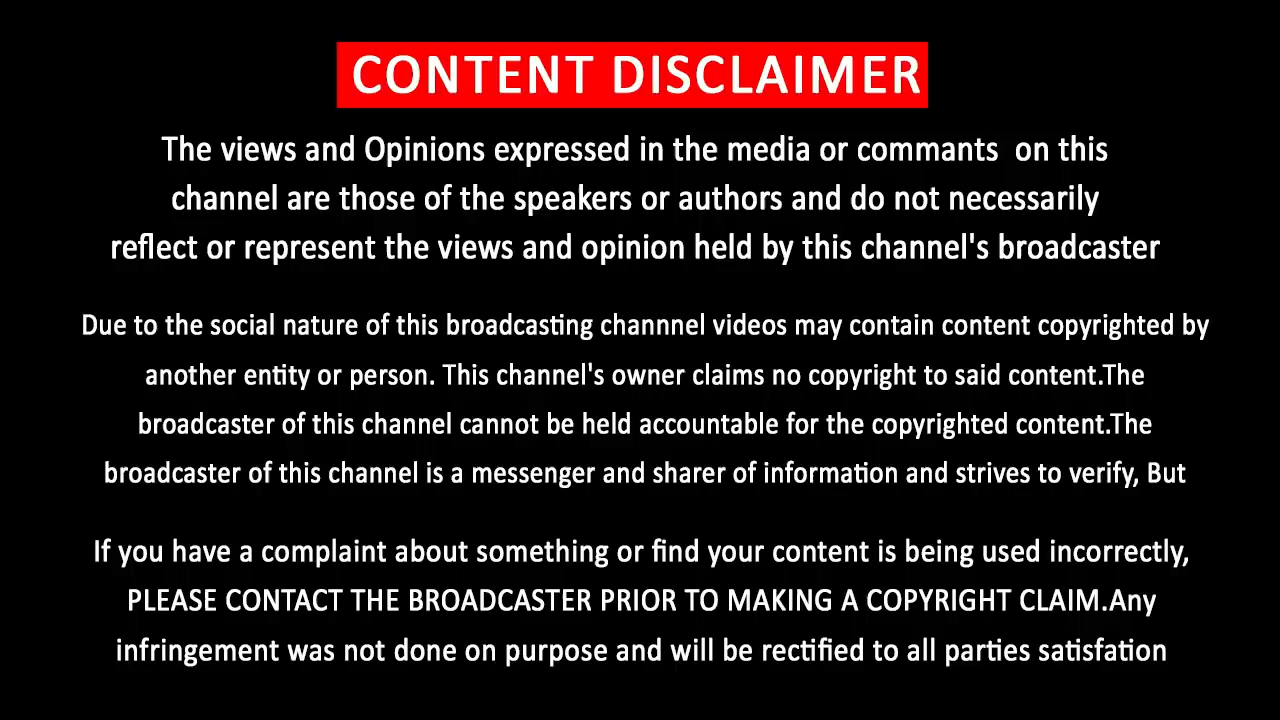 CONTENT DISCLAIMER
The views and Opinions expressed in the media or commants on this
channel are those of the speakers or authors and do not necessarily
reflect or represent the views and opinion held by this channel's broadcaster
Due to the social nature of this broadcasting channnel videos may contain content copyrighted by
another entity or person. This channel's owner claims no copyright to said content.The
broadcaster of this channel cannot be held accountable for the copyrighted content.The
broadcaster of this channel is a messenger and sharer of information and strives to verify, But
If you have a complaint about something or find your content is being used incorrectly,
PLEASE CONTACT THE BROADCASTER PRIOR TO MAKING A COPYRIGHT CLAIM.Any
infringement was not done on purpose and will be rectified to all parties satisfation